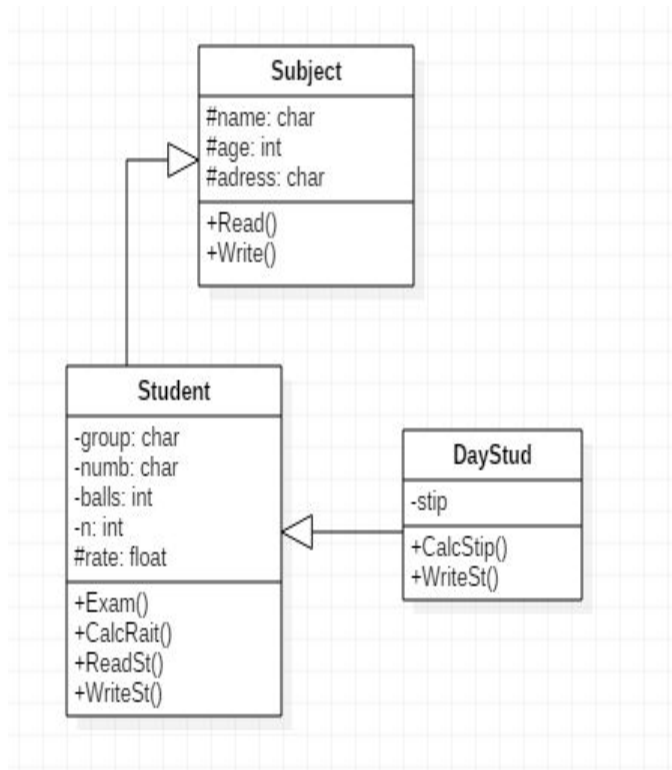 Subject
#name: char
#age: int
#adress: char
+Read()
+Write()
Student
-group: char
-numb: char
-balls: int
-n: int
#rate: float
+Exam()
+CalcRait()
+ReadSt()
+WriteSt()
DayStud
-stip
+CalcStip()
+WriteSt()